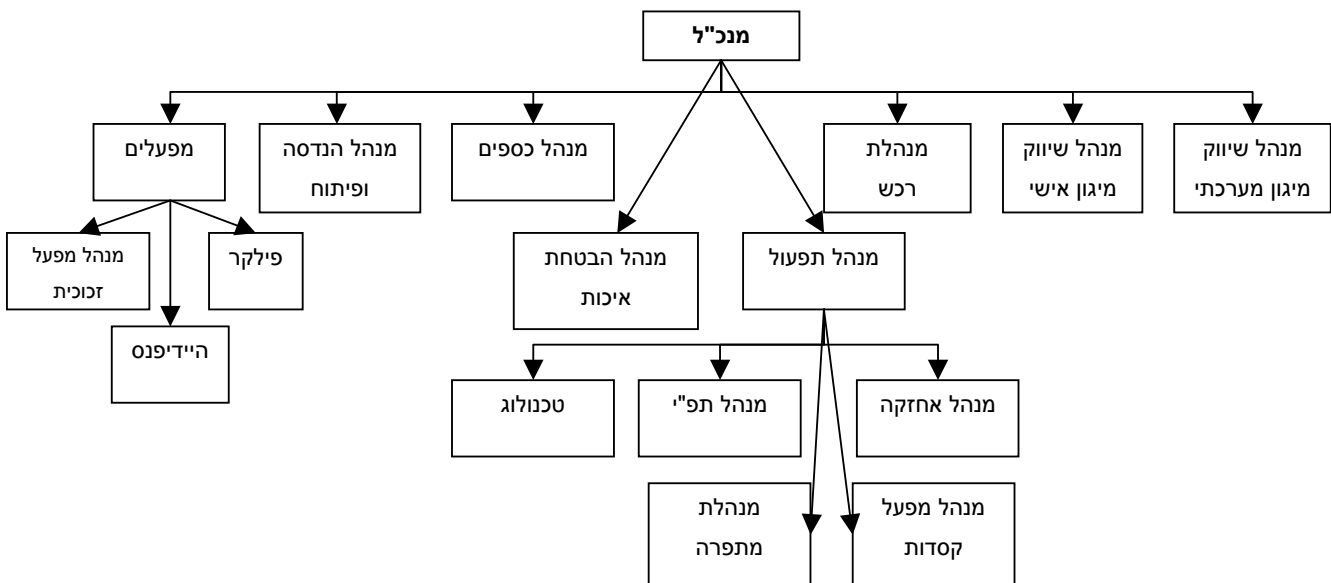 מנכ"ל
מנהל שיווק
מיגון מערכתי
מנהל שיווק
מיגון אישי
מנהלת
רכש
מנהל כספים
מנהל הנדסה
ופיתוח
מפעלים
מנהל תפעול
מנהל הבטחת
איכות
פילקר
מנהל מפעל
זכוכית
היידיפנס
מנהל אחזקה
מנהל תפ"י
טכנולוג
מנהל מפעל
קסדות
מנהלת
מתפרה